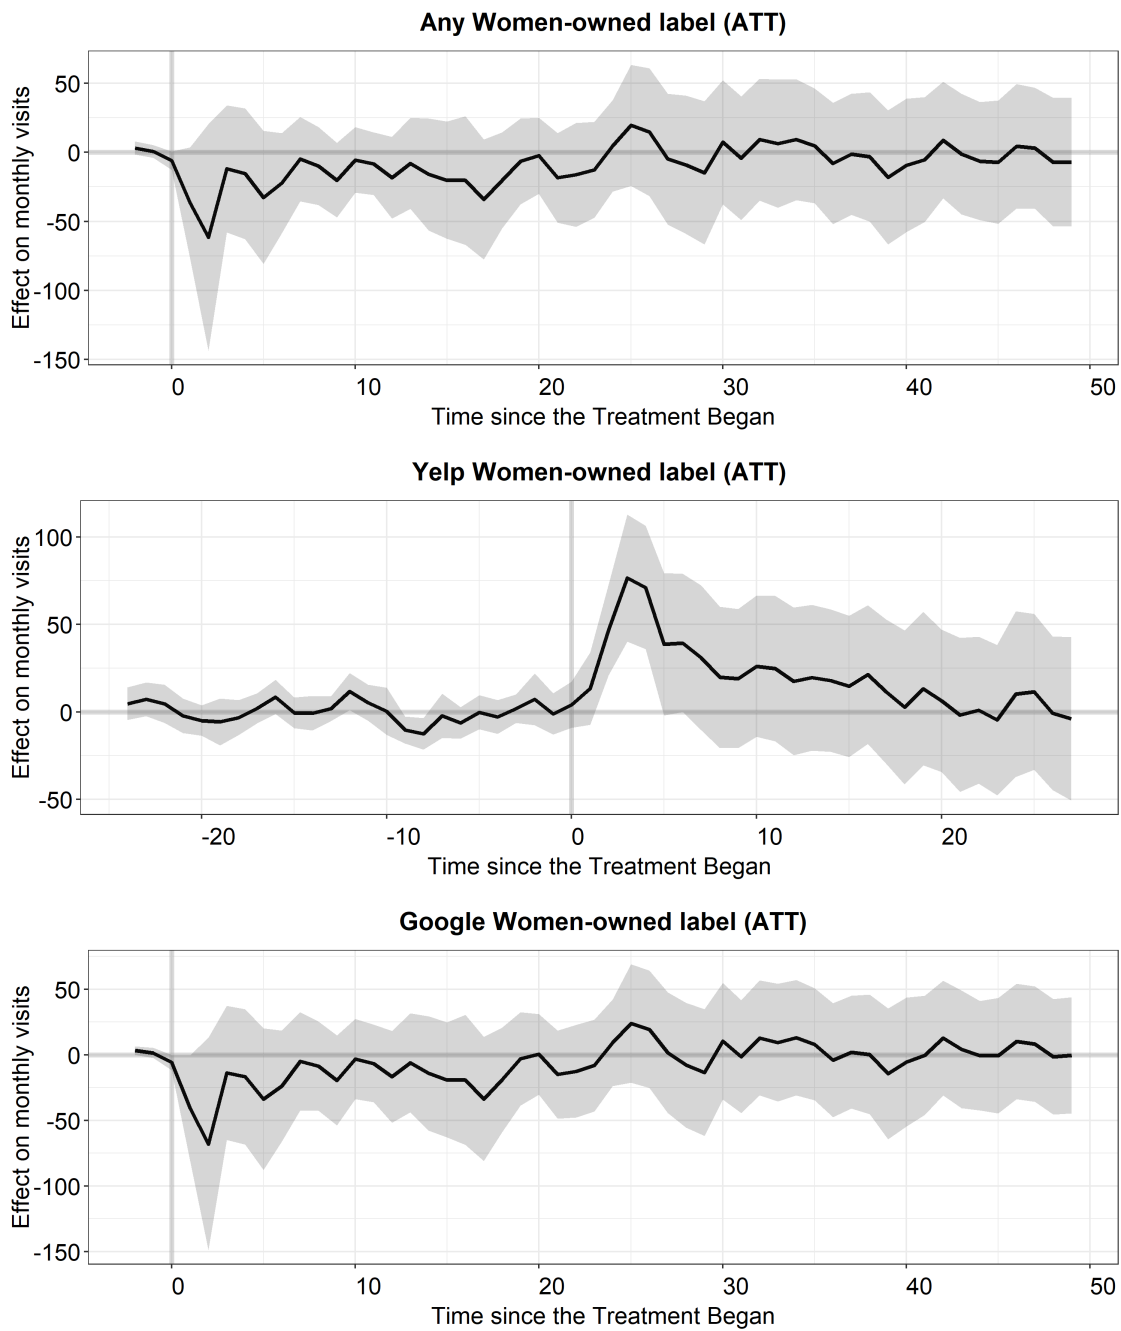 Any Women-owned label (ATT)
Effect on monthly visits
50
0
-50
-100
-150
0 10 20 30 40 50
Time since the Treatment Began
Yelp Women-owned label (ATT)
Effect on monthly visits
100
50
0
-50
-20 -10 0 10 20
Time since the Treatment Began
Google Women-owned label (ATT)
Effect on monthly visits
50
0
-50
-100
-150
0 10 20 30 40 50
Time since the Treatment Began